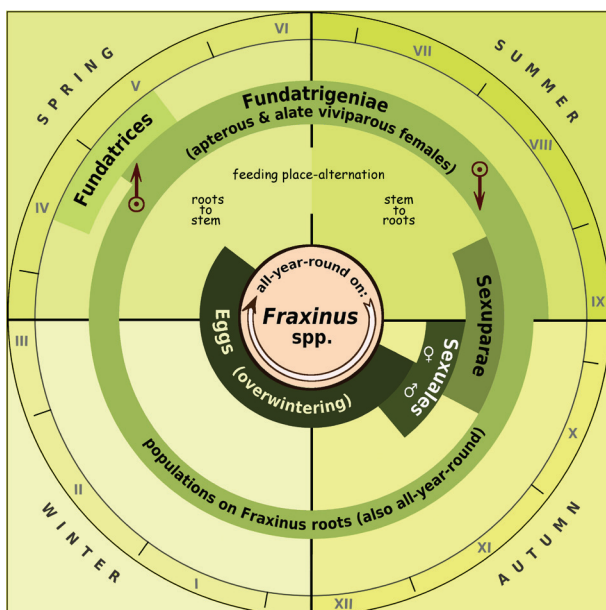 SPRING
SUMMER
VI
VII
V
VIII
IV
IX
Fundatrices
Fundatrigeniae
(apterous & alate viviparous females)
feeding place-alternation
roots
to
stem
stem
to
roots
all-year-round on:
Fraxinus
spp.
Eggs (overwintering)
Sexuales
♀
♂
Sexuparae
populations on Fraxinus roots (also all-year-round)
III
II
I
XII
XI
X
WINTER
AUTUMN